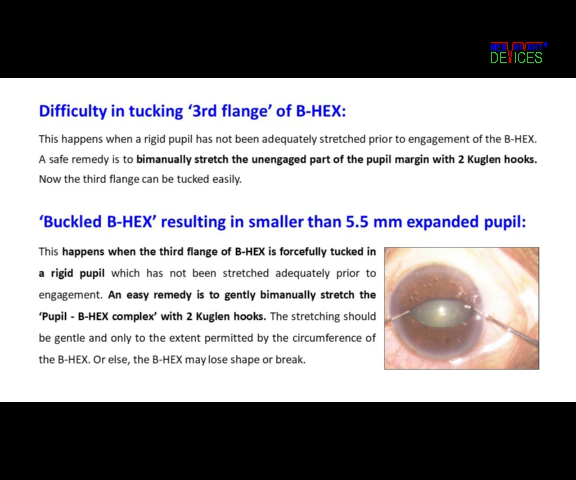 DEVICES
Difficulty in tucking ‘3rd flange’ of B-HEX:
This happens when a rigid pupil has not been adequately stretched prior to engagement of the B-HEX.
A safe remedy is to bimanually stretch the unengaged part of the pupil margin with 2 Kuglen hooks.
Now the third flange can be tucked easily.
‘Buckled B-HEX’ resulting in smaller than 5.5 mm expanded pupil:
This happens when the third flange of B-HEX is forcefully tucked in
a rigid pupil which has not been stretched adequately prior to
engagement. An easy remedy is to gently bimanually stretch the
‘Pupil - B-HEX complex’ with 2 Kuglen hooks. The stretching should
be gentle and only to the extent permitted by the circumference of
the B-HEX. Or else, the B-HEX may lose shape or break.